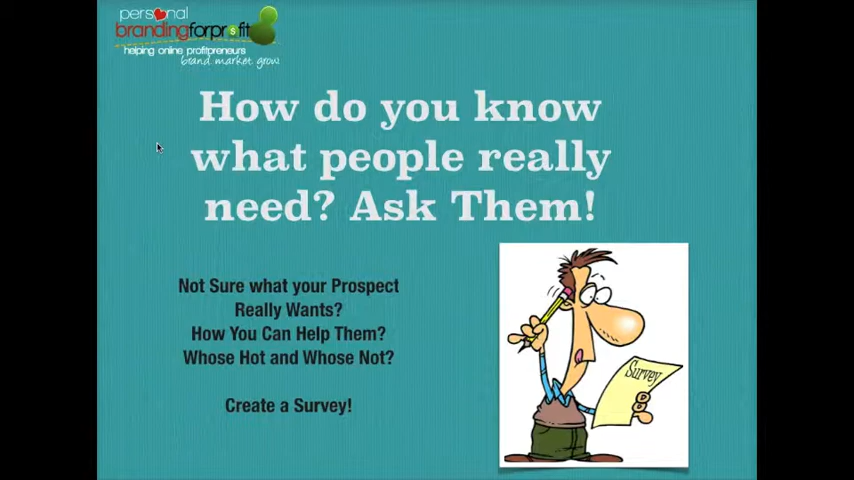 personal
brandingforprofit
helping online profitpreneurs
brand market grow
How do you know
what people really
need? Ask Them!
Not Sure what your Prospect
Really Wants?
How You Can Help Them?
Whose Hot and Whose Not?
Create a Survey!
Survey